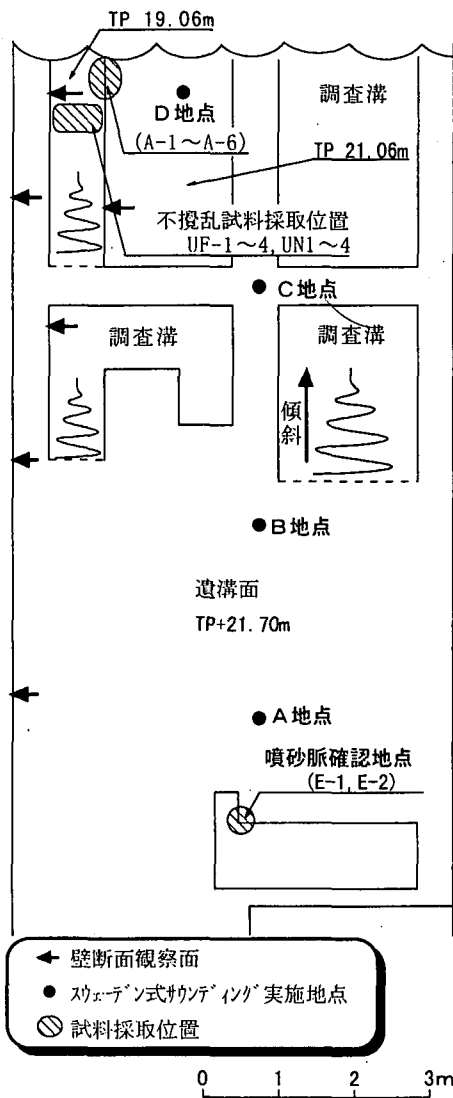 TP 19.06m
D地点
(A-1～A-6)
調査溝
TP 21.06m
不攪乱試料採取位置
UF-1～4, UN1～4
C地点
調査溝
調査溝
傾斜
B地点
遺溝面
TP+21.70m
A地点
噴砂脈確認地点
(E-1, E-2)
壁断面観察面
スウェーデン式サウンディング実施地点
試料採取位置
0 1 2 3m